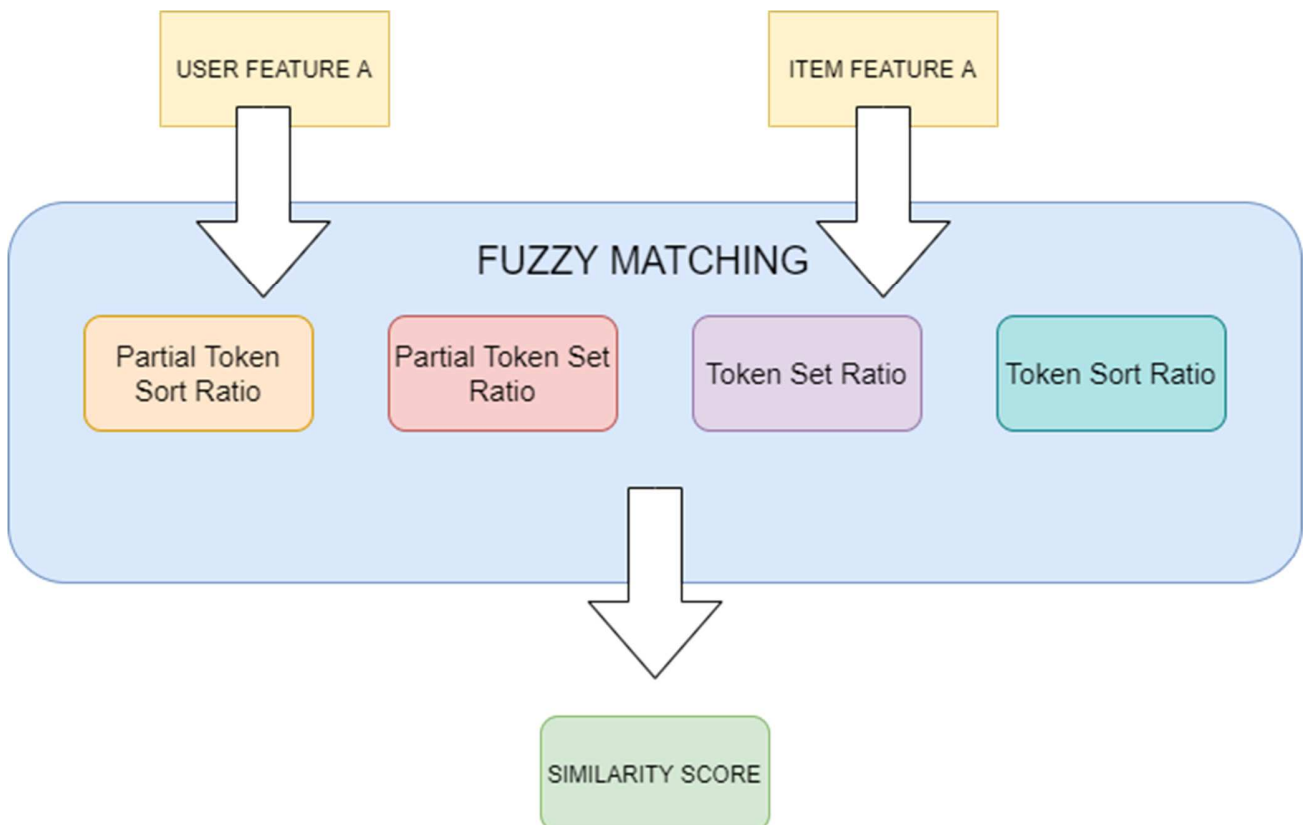 USER FEATURE A
ITEM FEATURE A
FUZZY MATCHING
Partial Token
Sort Ratio
Partial Token Set
Ratio
Token Set Ratio
Token Sort Ratio
SIMILARITY SCORE